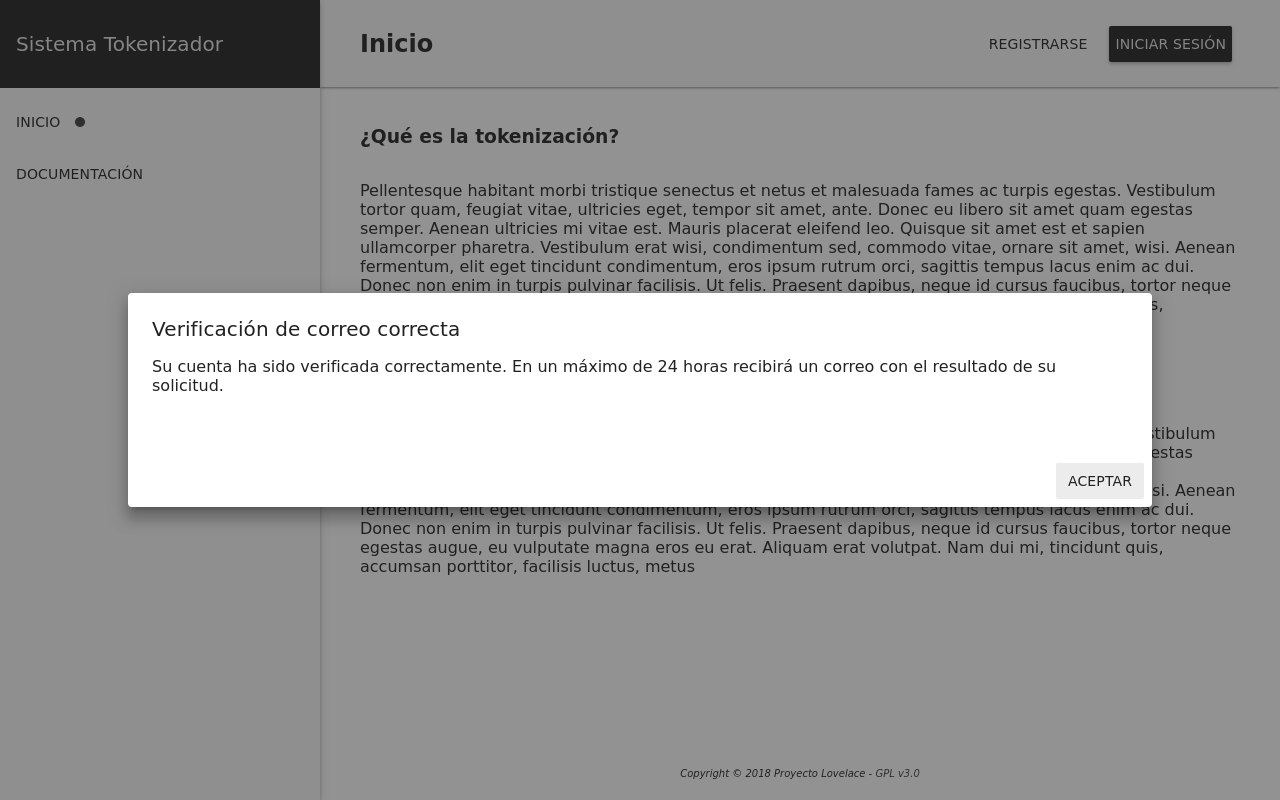 Sistema Tokenizador
Inicio
REGISTRARSE
INICIAR SESIÓN
INICIO
DOCUMENTACIÓN
¿Qué es la tokenización?
Pellentesque habitant morbi tristique senectus et netus et malesuada fames ac turpis egestas. Vestibulum
tortor quam, feugiat vitae, ultricies eget, tempor sit amet, ante. Donec eu libero sit amet quam egestas
semper. Aenean ultricies mi vitae est. Mauris placerat eleifend leo. Quisque sit amet est et sapien
ullamcorper pharetra. Vestibulum erat wisi, condimentum sed, commodo vitae, ornare sit amet, wisi. Aenean
fermentum, elit eget tincidunt condimentum, eros ipsum rutrum orci, sagittis tempus lacus enim ac dui.
Donec non enim in turpis pulvinar facilisis. Ut felis. Praesent dapibus, neque id cursus faucibus, tortor neque
Verificación de correo correcta
Su cuenta ha sido verificada correctamente. En un máximo de 24 horas recibirá un correo con el resultado de su
solicitud.
ACEPTAR
Aenean
fermentum, elit eget tincidunt condimentum, eros ipsum rutrum orci, sagittis tempus lacus enim ac dui.
Donec non enim in turpis pulvinar facilisis. Ut felis. Praesent dapibus, neque id cursus faucibus, tortor neque
egestas augue, eu vulputate magna eros eu erat. Aliquam erat volutpat. Nam dui mi, tincidunt quis,
accumsan porttitor, facilisis luctus, metus
Copyright © 2018 Proyecto Lovelace - GPL v3.0